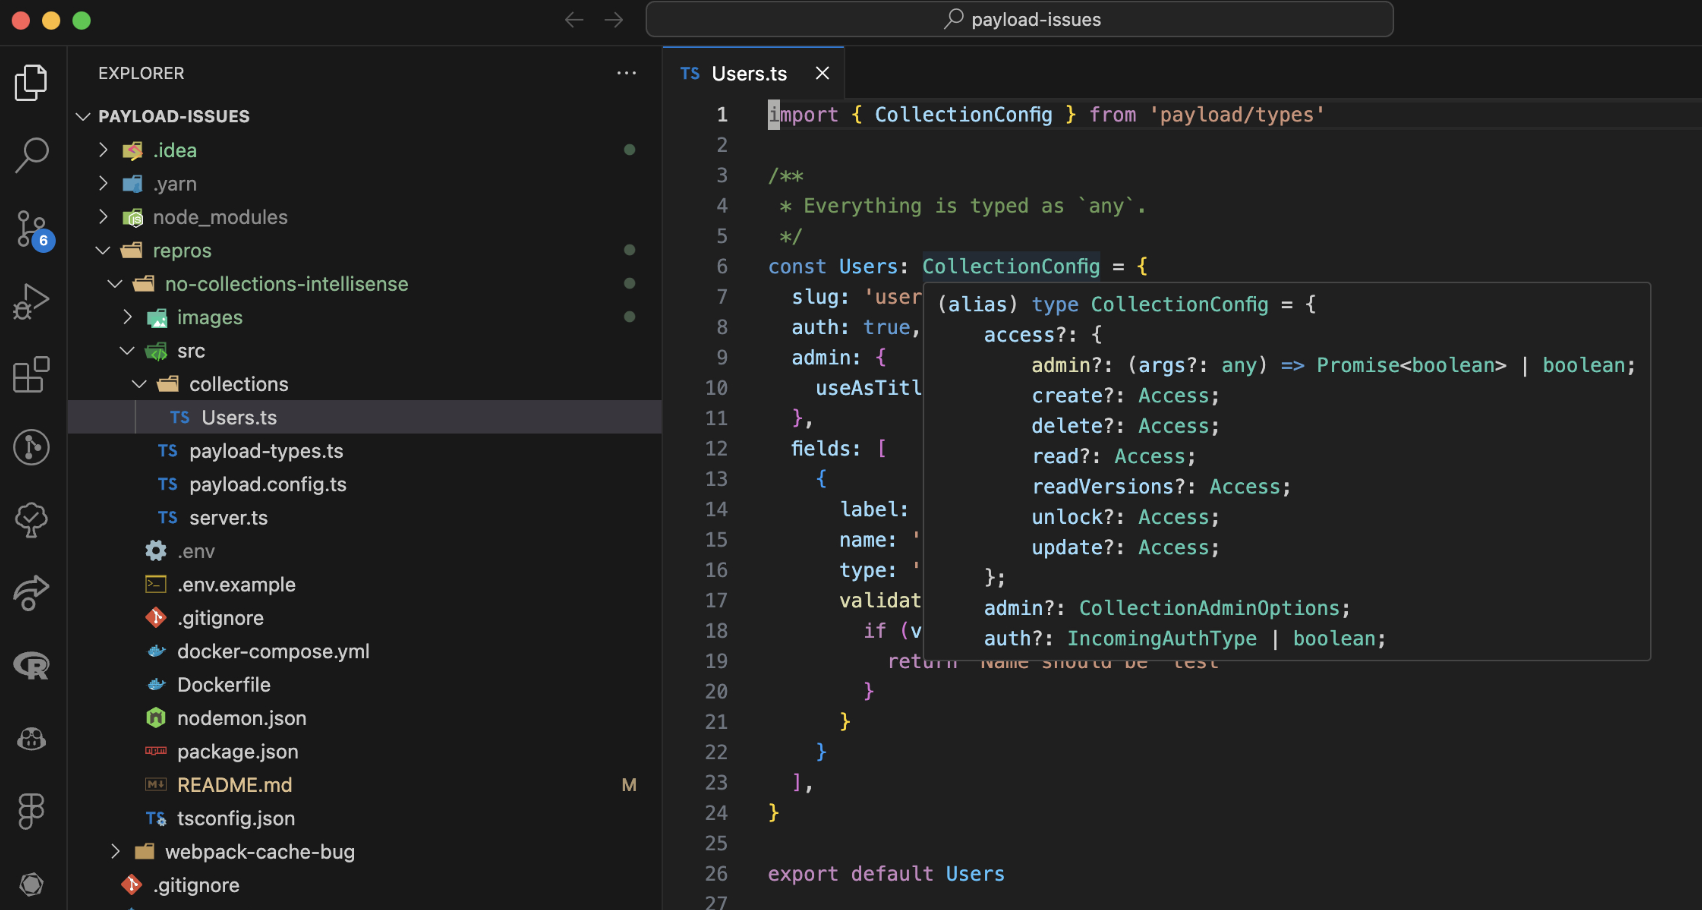 payload-issues
EXPLORER
PAYLOAD-ISSUES
.idea
.yarn
node_modules
repros
no-collections-intellisense
images
src
collections
TS Users.ts
TS payload-types.ts
TS payload.config.ts
TS server.ts
.env
.env.example
.gitignore
docker-compose.yml
Dockerfile
nodemon.json
package.json
README.md M
TS tsconfig.json
webpack-cache-bug
.gitignore
6
TS Users.ts
1 import { CollectionConfig } from 'payload/types'
2
3 /**
4 * Everything is typed as `any`.
5 */
6 const Users: CollectionConfig = {
7 slug: 'user
8 auth: true,
9 admin: {
10 useAsTitl
11 },
12 fields: [
13 {
14 label:
15 name: '
16 type: '
17 validat
18 if (v
19 return 'Name should be 'test'
20 }
21 }
22 }
23 ],
24 }
25
26 export default Users
27
(alias) type CollectionConfig = {
access?: {
admin?: (args?: any) => Promise<boolean> | boolean;
create?: Access;
delete?: Access;
read?: Access;
readVersions?: Access;
unlock?: Access;
update?: Access;
};
admin?: CollectionAdminOptions;
auth?: IncomingAuthType | boolean;